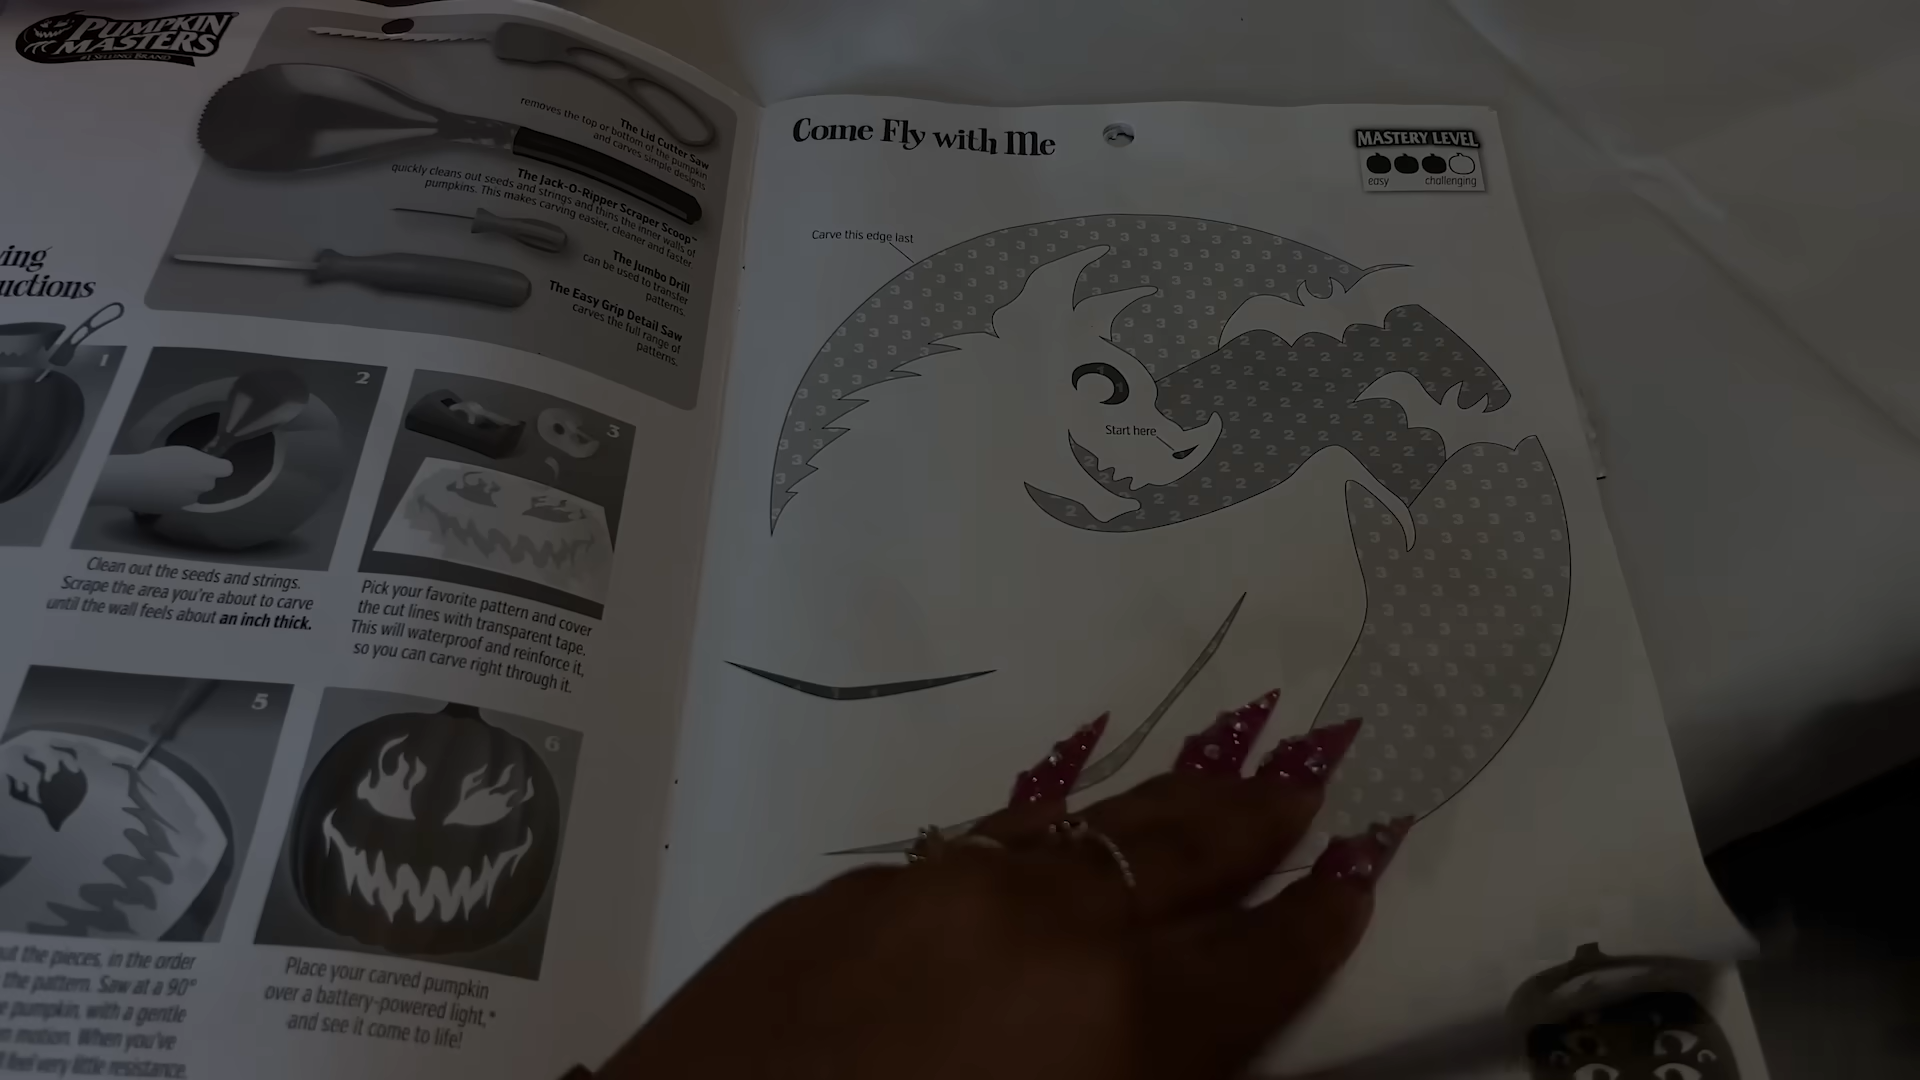 PUMPKIN
MASTERS
#1 SELLING BRAND
The Lid Cutter Saw
removes the top or bottom of the pumpkin
and carves simple designs
The Jack-O-Ripper Scraper Scoop™
quickly cleans out seeds and strings and thins the inner walls of
pumpkins. This makes carving easier, cleaner and faster.
The Jumbo Drill
can be used to transfer
patterns.
The Easy Grip Detail Saw
carves the full range of
patterns.
1
2
Clean out the seeds and strings.
Scrape the area you're about to carve
until the wall feels about an inch thick.
3
Pick your favorite pattern and cover
the cut lines with transparent tape.
This will waterproof and reinforce it,
so you can carve right through it.
5
the pieces, in the order
the pattern. Saw at a 90°
pumpkin, with a gentle
motion. When you've
feel very little resistance.
6
Place your carved pumpkin
over a battery-powered light,*
and see it come to life!
Come Fly with Me
MASTERY LEVEL
easy challenging
Carve this edge last
Start here